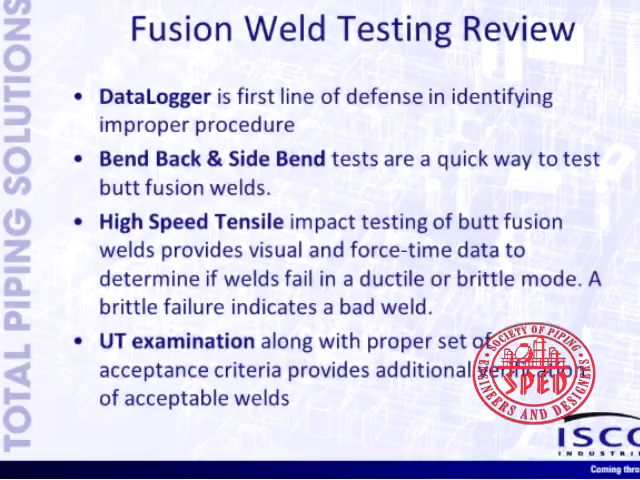 Fusion Weld Testing Review
• DataLogger is first line of defense in identifying
improper procedure
• Bend Back & Side Bend tests are a quick way to test
butt fusion welds.
• High Speed Tensile impact testing of butt fusion
welds provides visual and force-time data to
determine if welds fail in a ductile or brittle mode. A
brittle failure indicates a bad weld.
• UT examination along with proper set of
acceptance criteria provides additional verification
of acceptable welds
TOTAL PIPING SOLUTIONS
SOCIETY OF PIPING
ENGINEERS AND DESIGNERS
SPED
ISCO
INDUSTRI
Coming thro